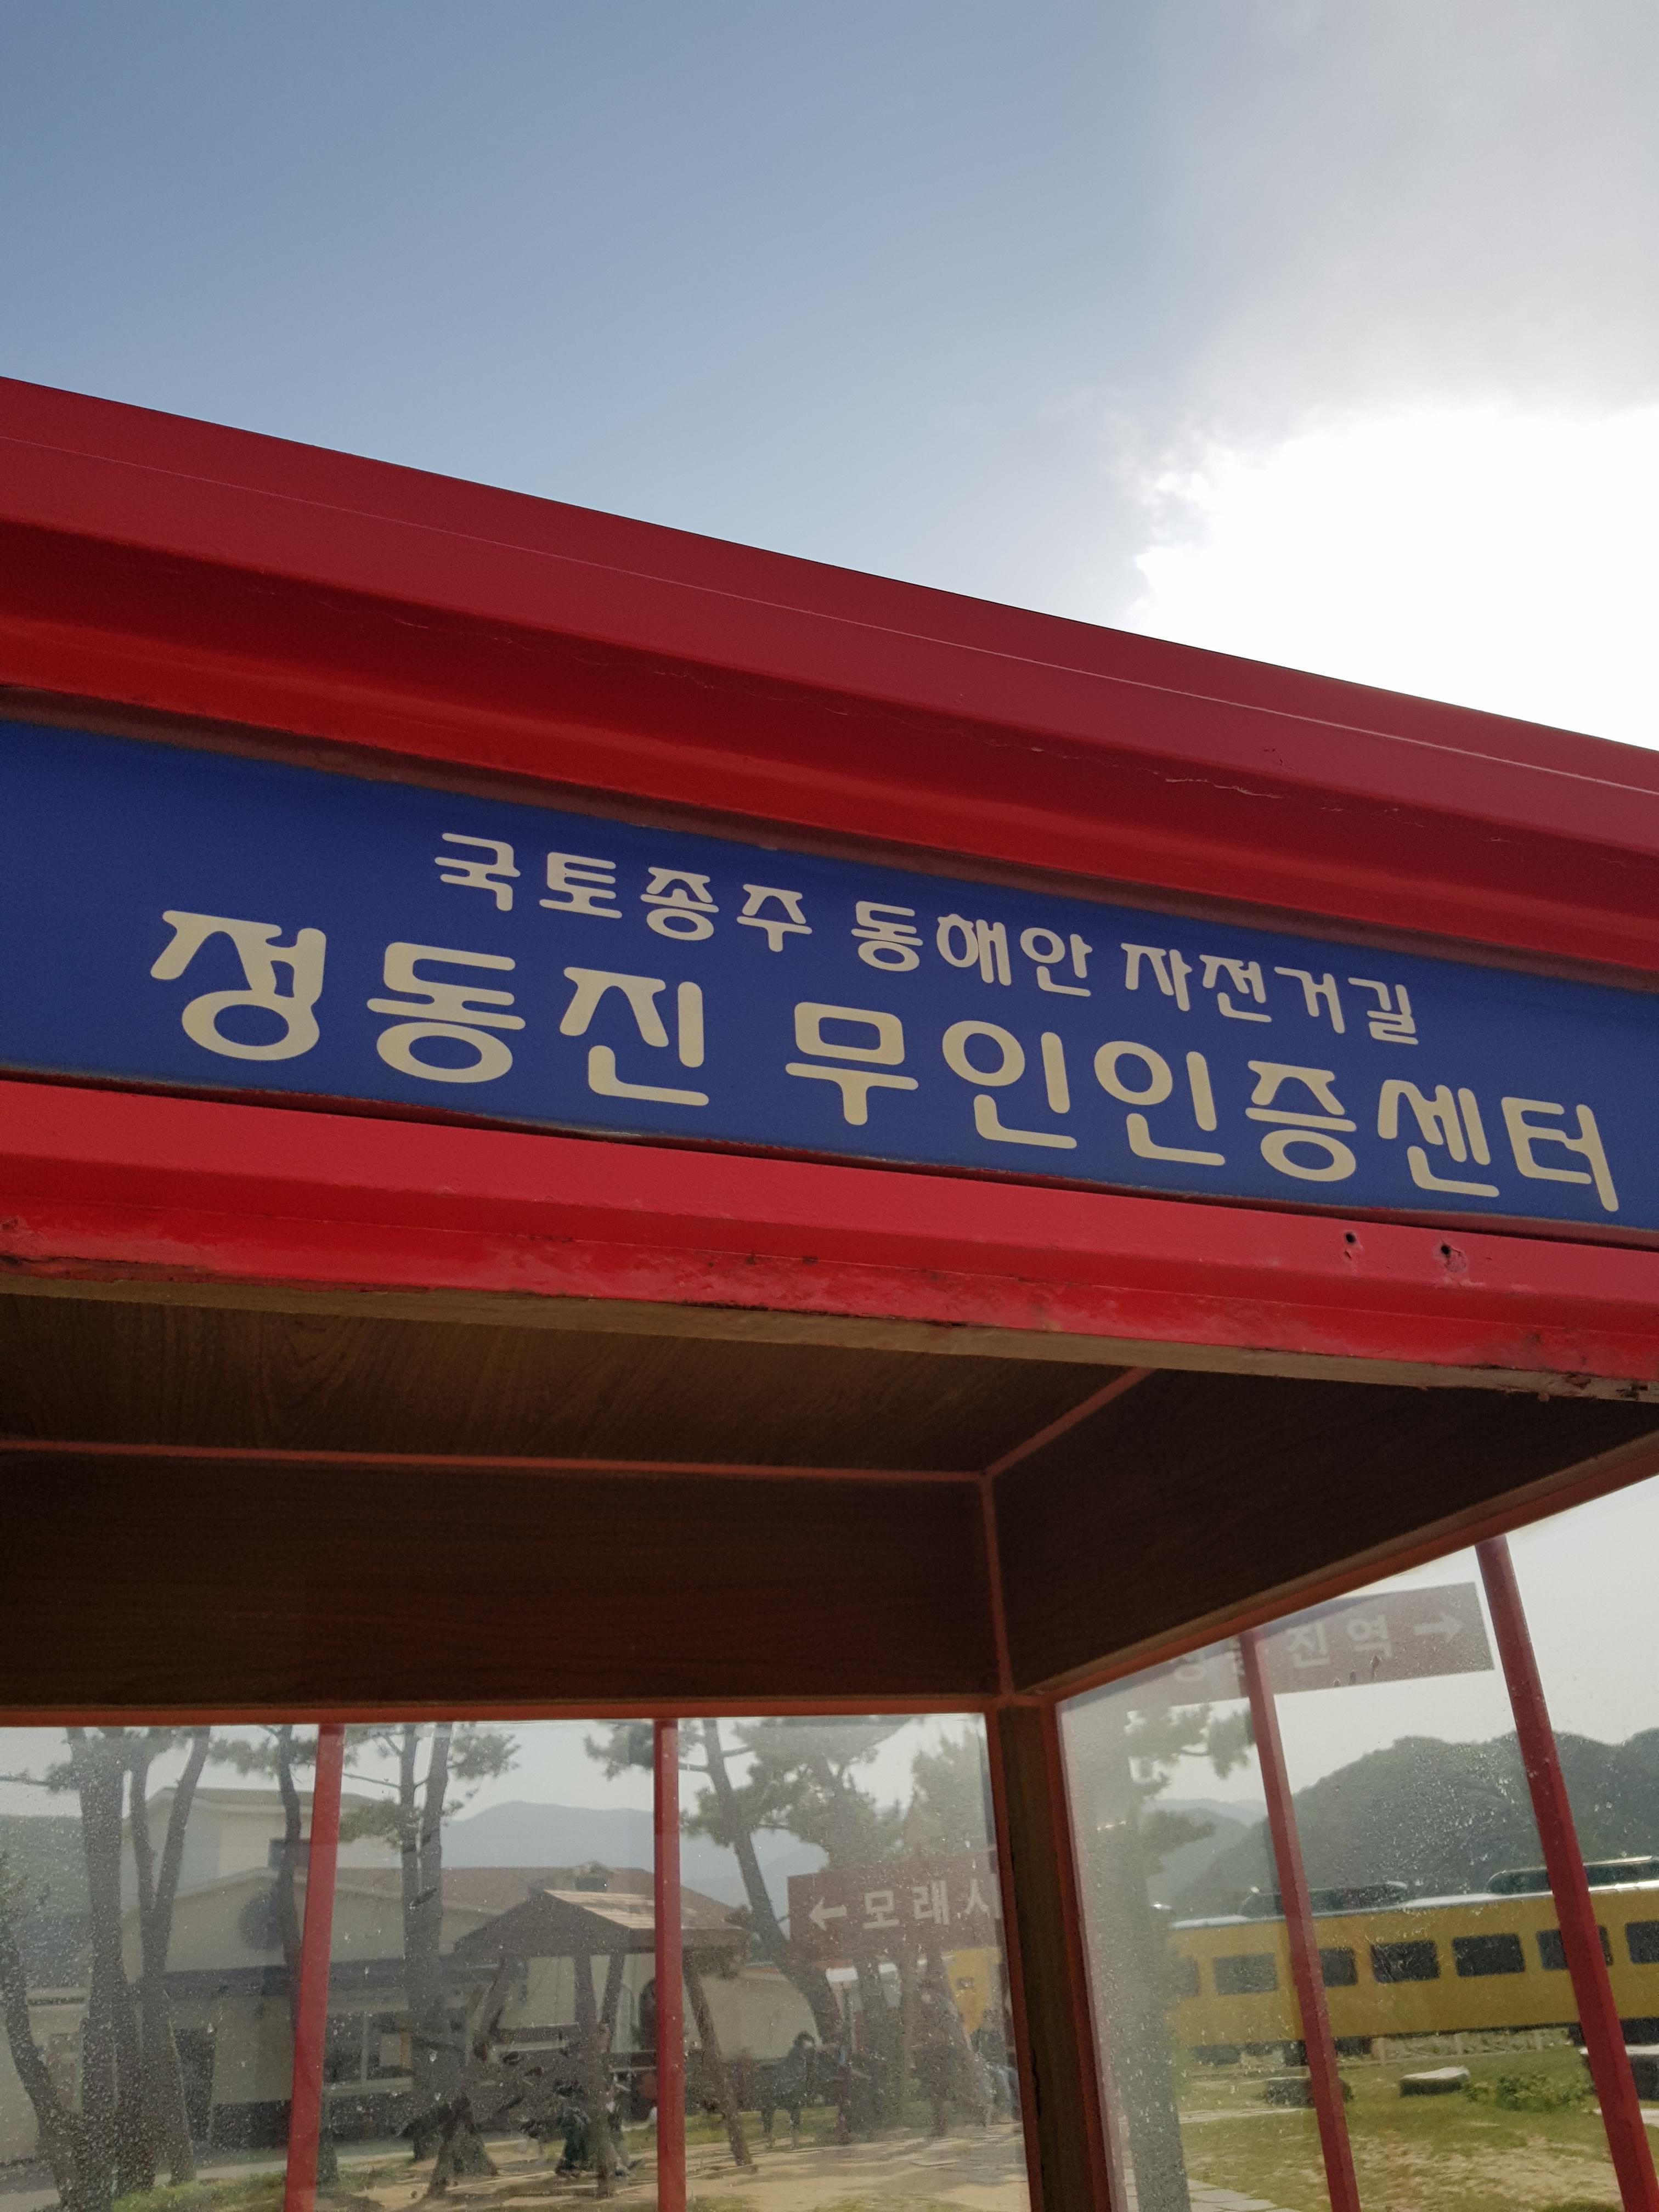 국토종주 동해안 자전거길
정동진 무인인증센터
진역 →
← 모래시